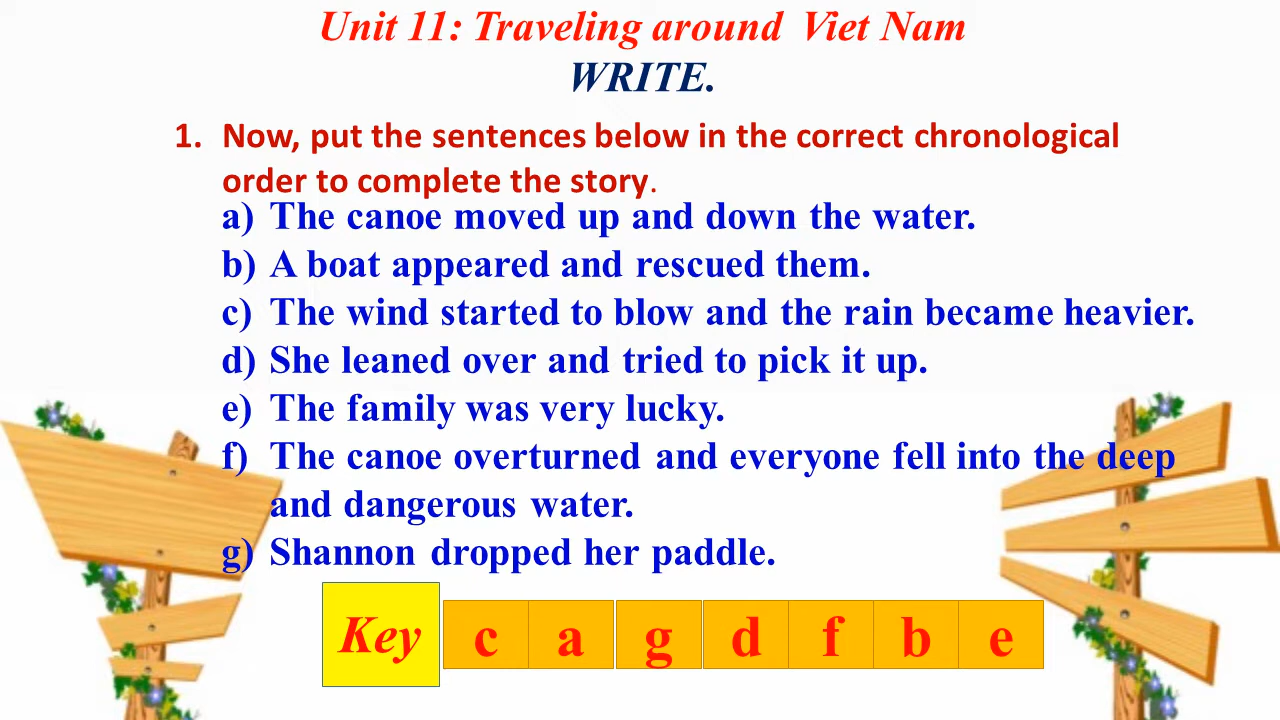 Unit 11: Traveling around Viet Nam
WRITE.
1. Now, put the sentences below in the correct chronological
order to complete the story.
a) The canoe moved up and down the water.
b) A boat appeared and rescued them.
c) The wind started to blow and the rain became heavier.
d) She leaned over and tried to pick it up.
e) The family was very lucky.
f) The canoe overturned and everyone fell into the deep
and dangerous water.
g) Shannon dropped her paddle.
Key c a g d f b e